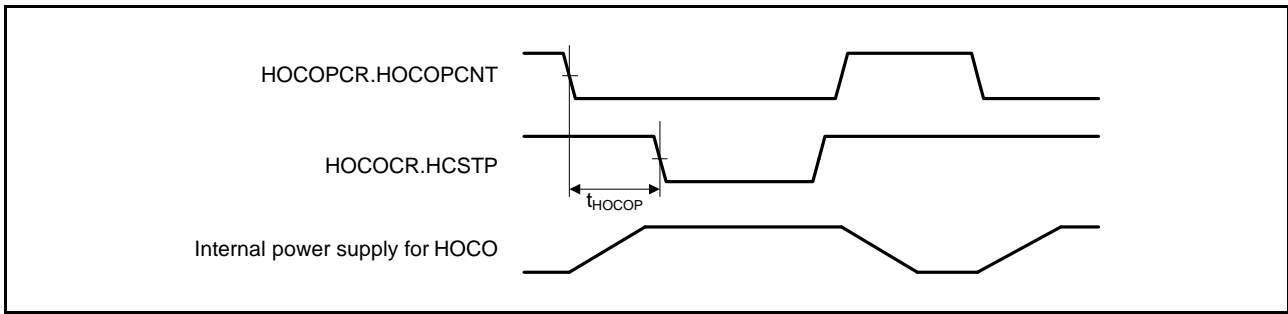 HOCOPCR.HOCOPCNT
HOCOCR.HCSTP
tHOCOP
Internal power supply for HOCO